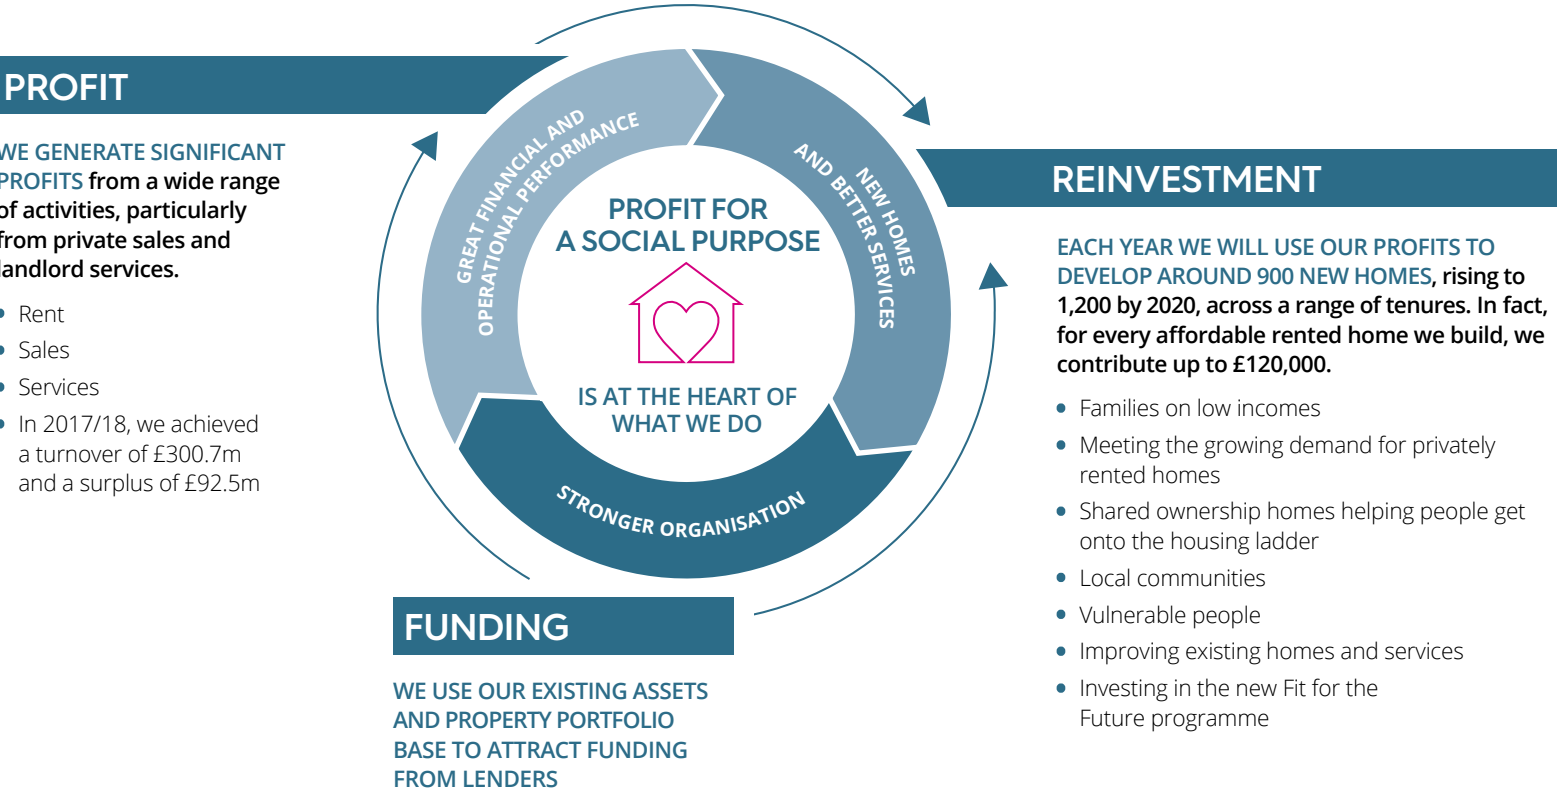 PROFIT
WE GENERATE SIGNIFICANT
PROFITS from a wide range
of activities, particularly
from private sales and
landlord services.
• Rent
• Sales
• Services
• In 2017/18, we achieved
a turnover of £300.7m
and a surplus of £92.5m
GREAT FINANCIAL AND
OPERATIONAL PERFORMANCE
NEW HOMES
AND BETTER SERVICES
STRONGER ORGANISATION
PROFIT FOR
A SOCIAL PURPOSE
IS AT THE HEART OF
WHAT WE DO
REINVESTMENT
EACH YEAR WE WILL USE OUR PROFITS TO
DEVELOP AROUND 900 NEW HOMES, rising to
1,200 by 2020, across a range of tenures. In fact,
for every affordable rented home we build, we
contribute up to £120,000.
• Families on low incomes
• Meeting the growing demand for privately
rented homes
• Shared ownership homes helping people get
onto the housing ladder
• Local communities
• Vulnerable people
• Improving existing homes and services
• Investing in the new Fit for the
Future programme
FUNDING
WE USE OUR EXISTING ASSETS
AND PROPERTY PORTFOLIO
BASE TO ATTRACT FUNDING
FROM LENDERS